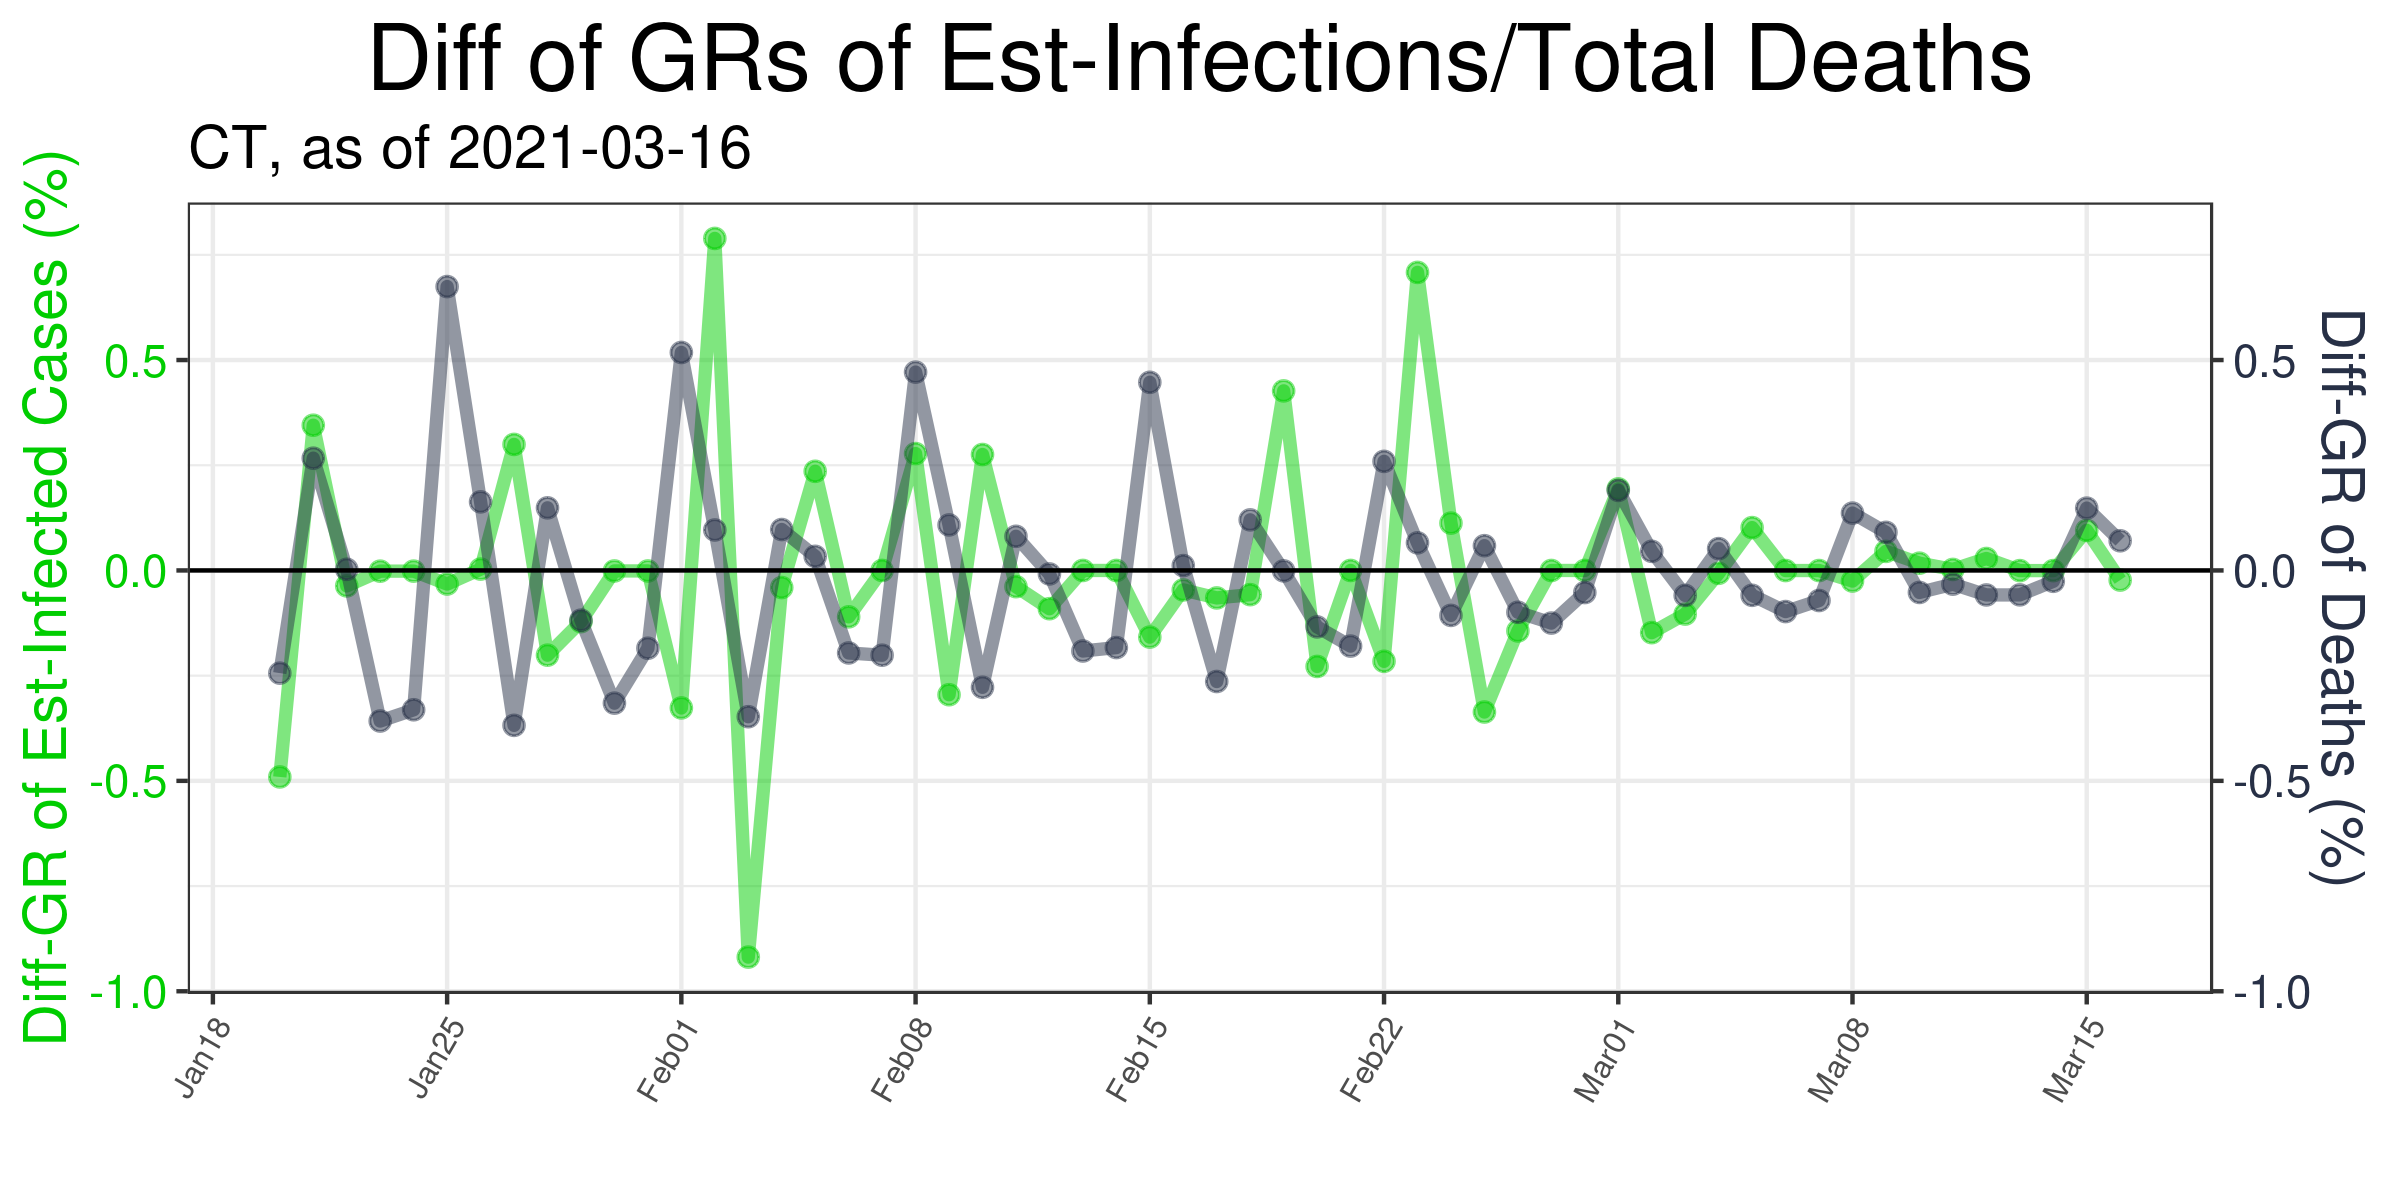 Diff of GRs of Est-Infections/Total Deaths
CT, as of 2021-03-16
Diff-GR of Est-Infected Cases (%)
0.5
0.0
-0.5
-1.0
0.5
0.0
-0.5
-1.0
Diff-GR of Deaths (%)
Jan18
Jan25
Feb01
Feb08
Feb15
Feb22
Mar01
Mar08
Mar15